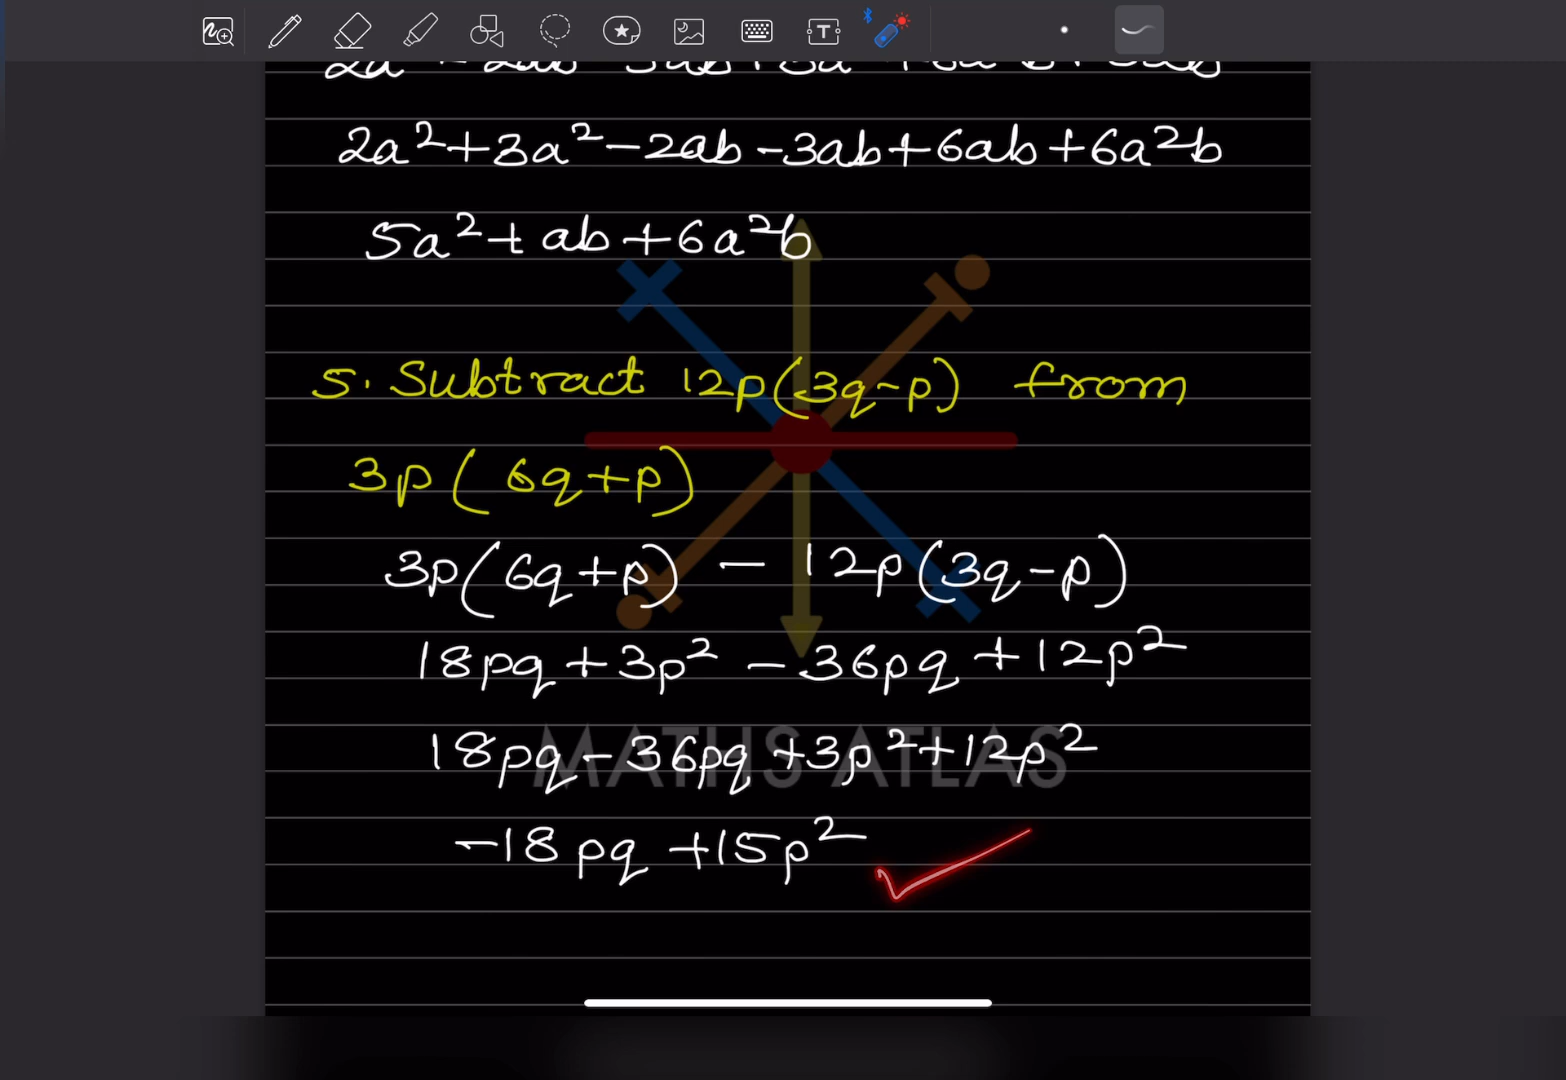 2a²+3a²-2ab-3ab+6ab+6a²b
5a²+ab+6a²b
5. Subtract 12p(3q-p) from
3p(6q+p)
3p(6q+p) - 12p(3q-p)
18pq+3p² - 36pq +12p²
18pq-36pq+3p²+12p²
MATHS ATLAS
-18pq+15p²